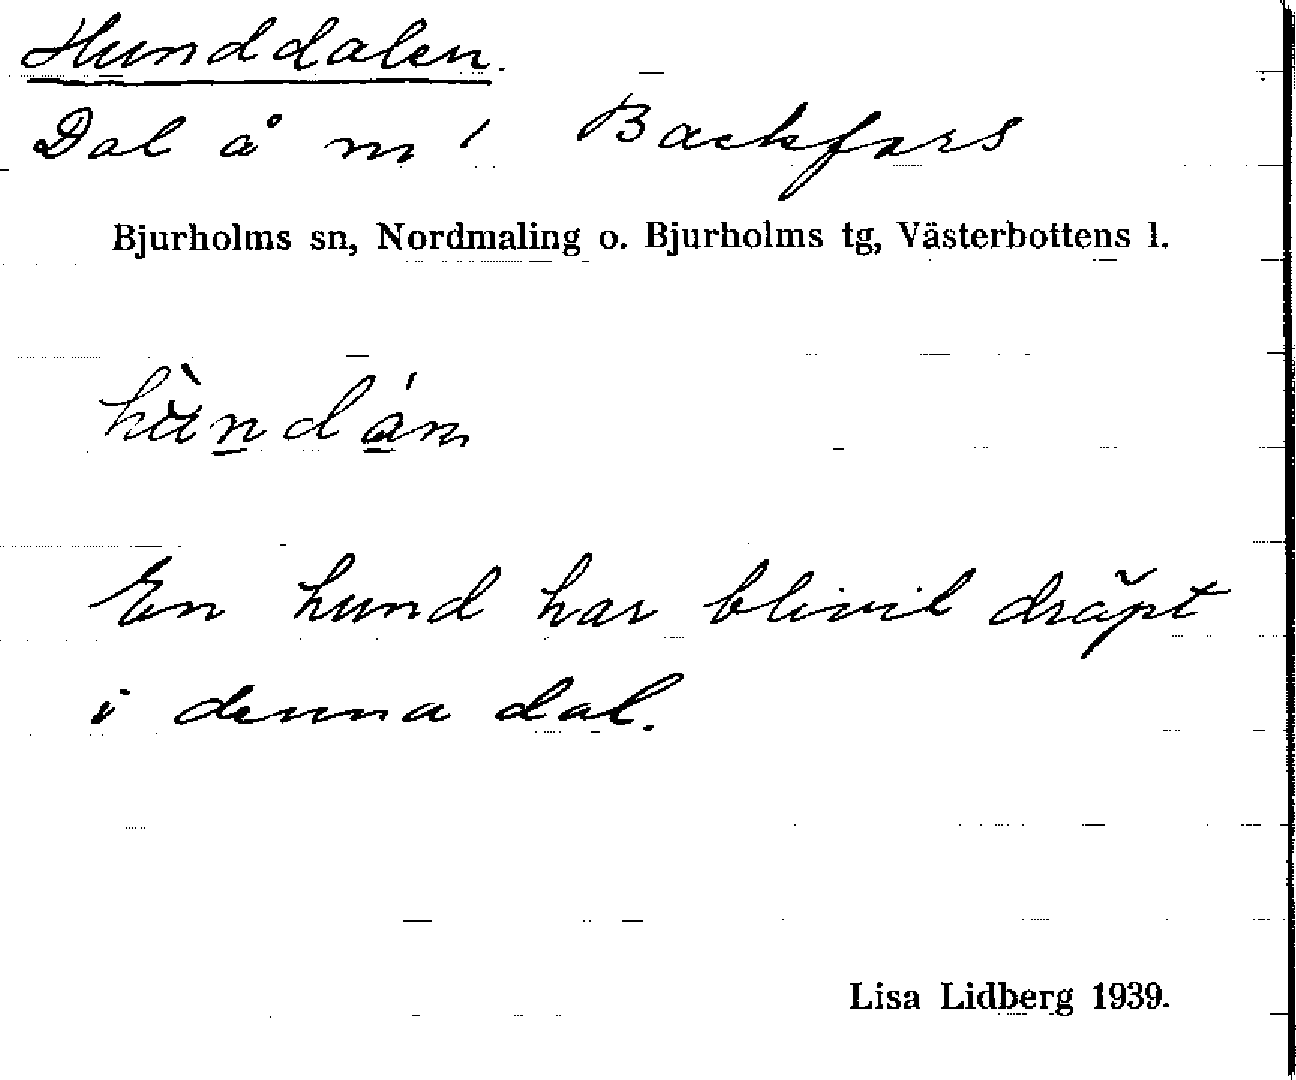 Hunddalen.
Dal å m i Backfors
Bjurholms sn, Nordmaling o. Bjurholms tg, Västerbottens l.
En hund har blivit dräpt
i denna dal.
Lisa Lidberg 1939.